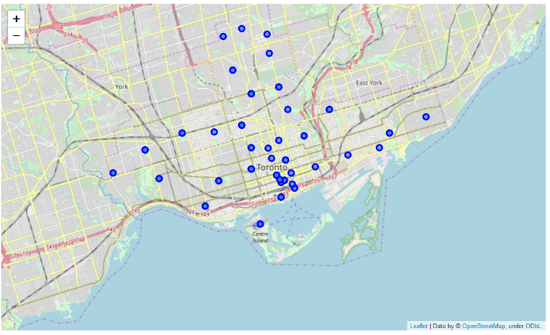 +
−
York
East York
Toronto
Centre
Island
Leaflet | Data by © OpenStreetMap, under ODbL.